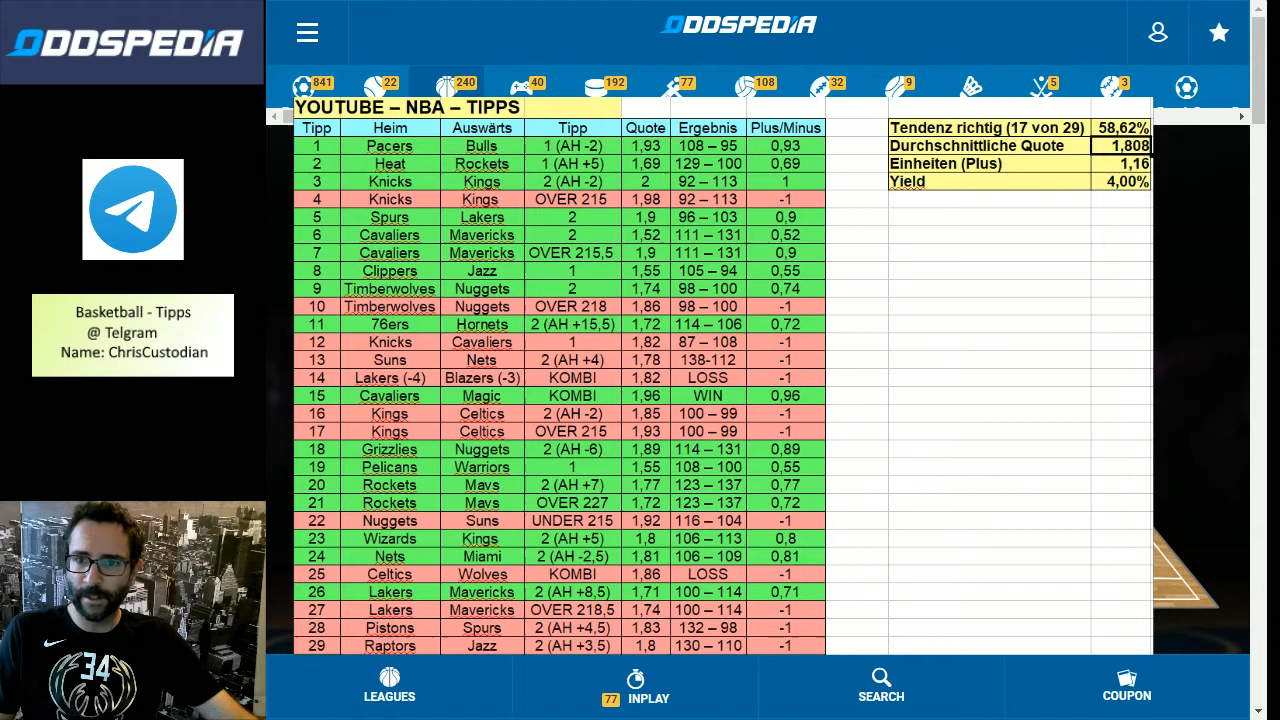 ODDSPEDIA
ODDSPEDIA
841 22 240 40 192 77 108 32 9 5 3
YOUTUBE – NBA – TIPPS
Tipp Heim Auswärts Tipp Quote Ergebnis Plus/Minus
1 Pacers Bulls 1 (AH -2) 1,93 108 – 95 0,93
2 Heat Rockets 1 (AH +5) 1,69 129 – 100 0,69
3 Knicks Kings 2 (AH -2) 2 92 – 113 1
4 Knicks Kings OVER 215 1,98 92 – 113 -1
5 Spurs Lakers 2 1,9 96 – 103 0,9
6 Cavaliers Mavericks 2 1,52 111 – 131 0,52
7 Cavaliers Mavericks OVER 215,5 1,9 111 – 131 0,9
8 Clippers Jazz 1 1,55 105 – 94 0,55
9 Timberwolves Nuggets 2 1,74 98 – 100 0,74
10 Timberwolves Nuggets OVER 218 1,86 98 – 100 -1
11 76ers Hornets 2 (AH +15,5) 1,72 114 – 106 0,72
12 Knicks Cavaliers 1 1,82 87 – 108 -1
13 Suns Nets 2 (AH +4) 1,78 138-112 -1
14 Lakers (-4) Blazers (-3) KOMBI 1,82 LOSS -1
15 Cavaliers Magic KOMBI 1,96 WIN 0,96
16 Kings Celtics 2 (AH -2) 1,85 100 – 99 -1
17 Kings Celtics OVER 215 1,93 100 – 99 -1
18 Grizzlies Nuggets 2 (AH -6) 1,89 114 – 131 0,89
19 Pelicans Warriors 1 1,55 108 – 100 0,55
20 Rockets Mavs 2 (AH +7) 1,77 123 – 137 0,77
21 Rockets Mavs OVER 227 1,72 123 – 137 0,72
22 Nuggets Suns UNDER 215 1,92 116 – 104 -1
23 Wizards Kings 2 (AH +5) 1,8 106 – 113 0,8
24 Nets Miami 2 (AH -2,5) 1,81 106 – 109 0,81
25 Celtics Wolves KOMBI 1,86 LOSS -1
26 Lakers Mavericks 2 (AH +8,5) 1,71 100 – 114 0,71
27 Lakers Mavericks OVER 218,5 1,74 100 – 114 -1
28 Pistons Spurs 2 (AH +4,5) 1,83 132 – 98 -1
29 Raptors Jazz 2 (AH +3,5) 1,8 130 – 110 -1
Tendenz richtig (17 von 29) 58,62%
Durchschnittliche Quote 1,808
Einheiten (Plus) 1,16
Yield 4,00%
Basketball - Tipps
@ Telgram
Name: ChrisCustodian
34
LEAGUES
77 INPLAY
SEARCH
COUPON